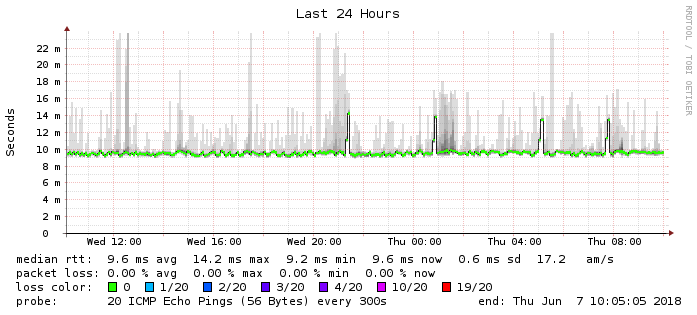 Last 24 Hours
RRDTOOL / TOBI OETIKER
Seconds
22 m
20 m
18 m
16 m
14 m
12 m
10 m
8 m
6 m
4 m
2 m
0
Wed 12:00 Wed 16:00 Wed 20:00 Thu 00:00 Thu 04:00 Thu 08:00
median rtt: 9.6 ms avg 14.2 ms max 9.2 ms min 9.6 ms now 0.6 ms sd 17.2 am/s
packet loss: 0.00 % avg 0.00 % max 0.00 % min 0.00 % now
loss color: 0 1/20 2/20 3/20 4/20 10/20 19/20
probe: 20 ICMP Echo Pings (56 Bytes) every 300s end: Thu Jun 7 10:05:05 2018